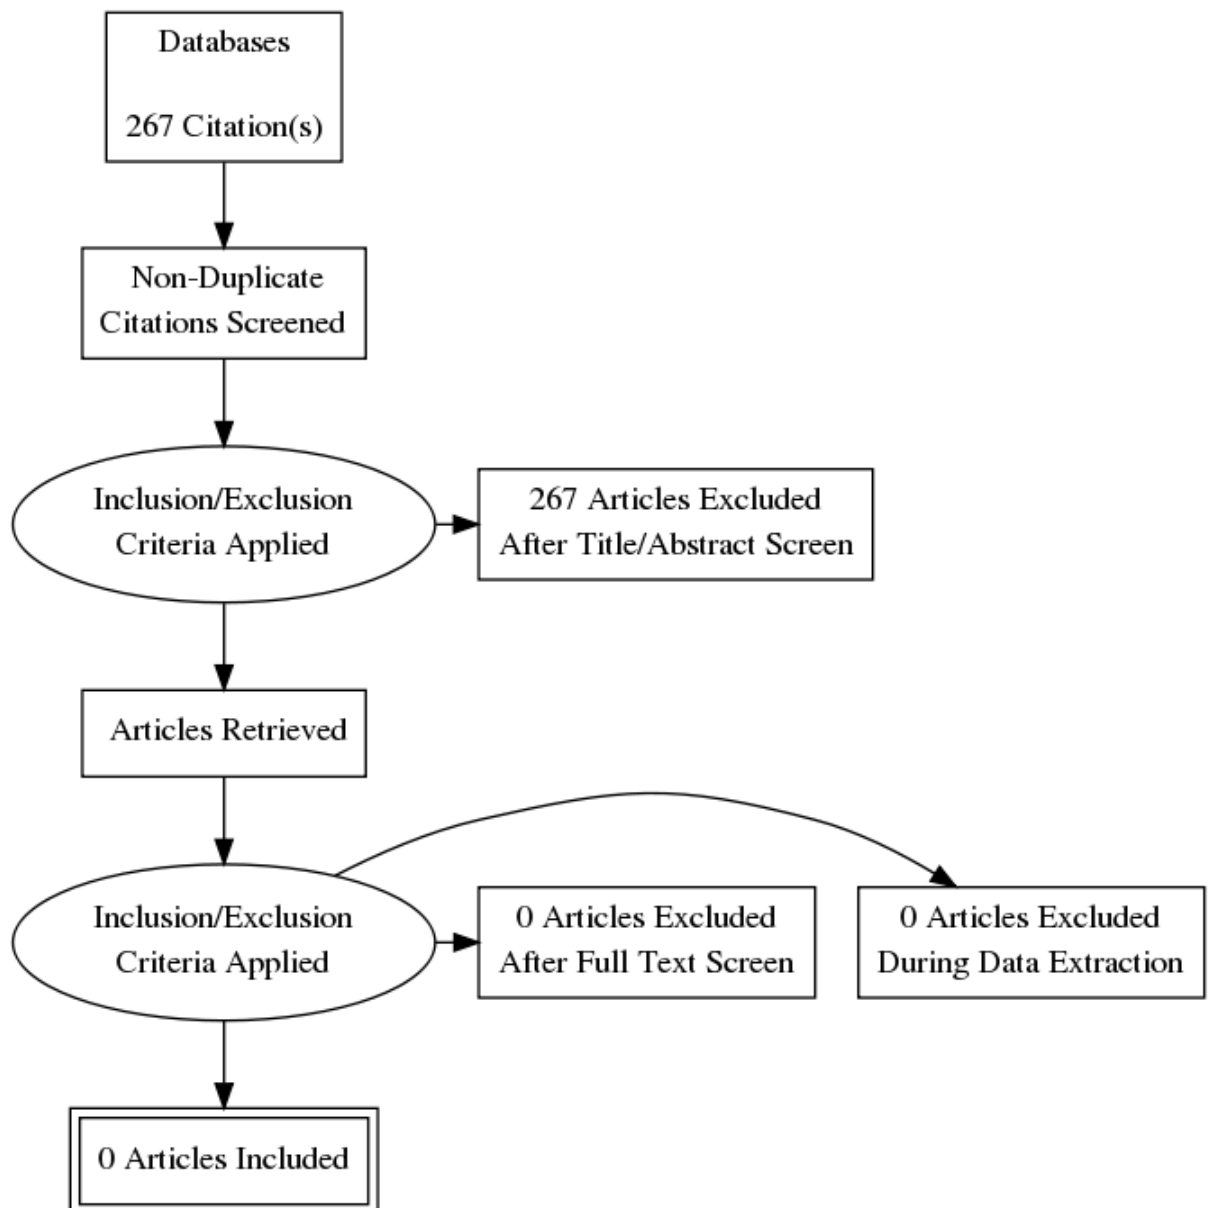 Databases
267 Citation(s)
Non-Duplicate
Citations Screened
Inclusion/Exclusion
Criteria Applied
267 Articles Excluded
After Title/Abstract Screen
Articles Retrieved
Inclusion/Exclusion
Criteria Applied
0 Articles Excluded
After Full Text Screen
0 Articles Excluded
During Data Extraction
0 Articles Included